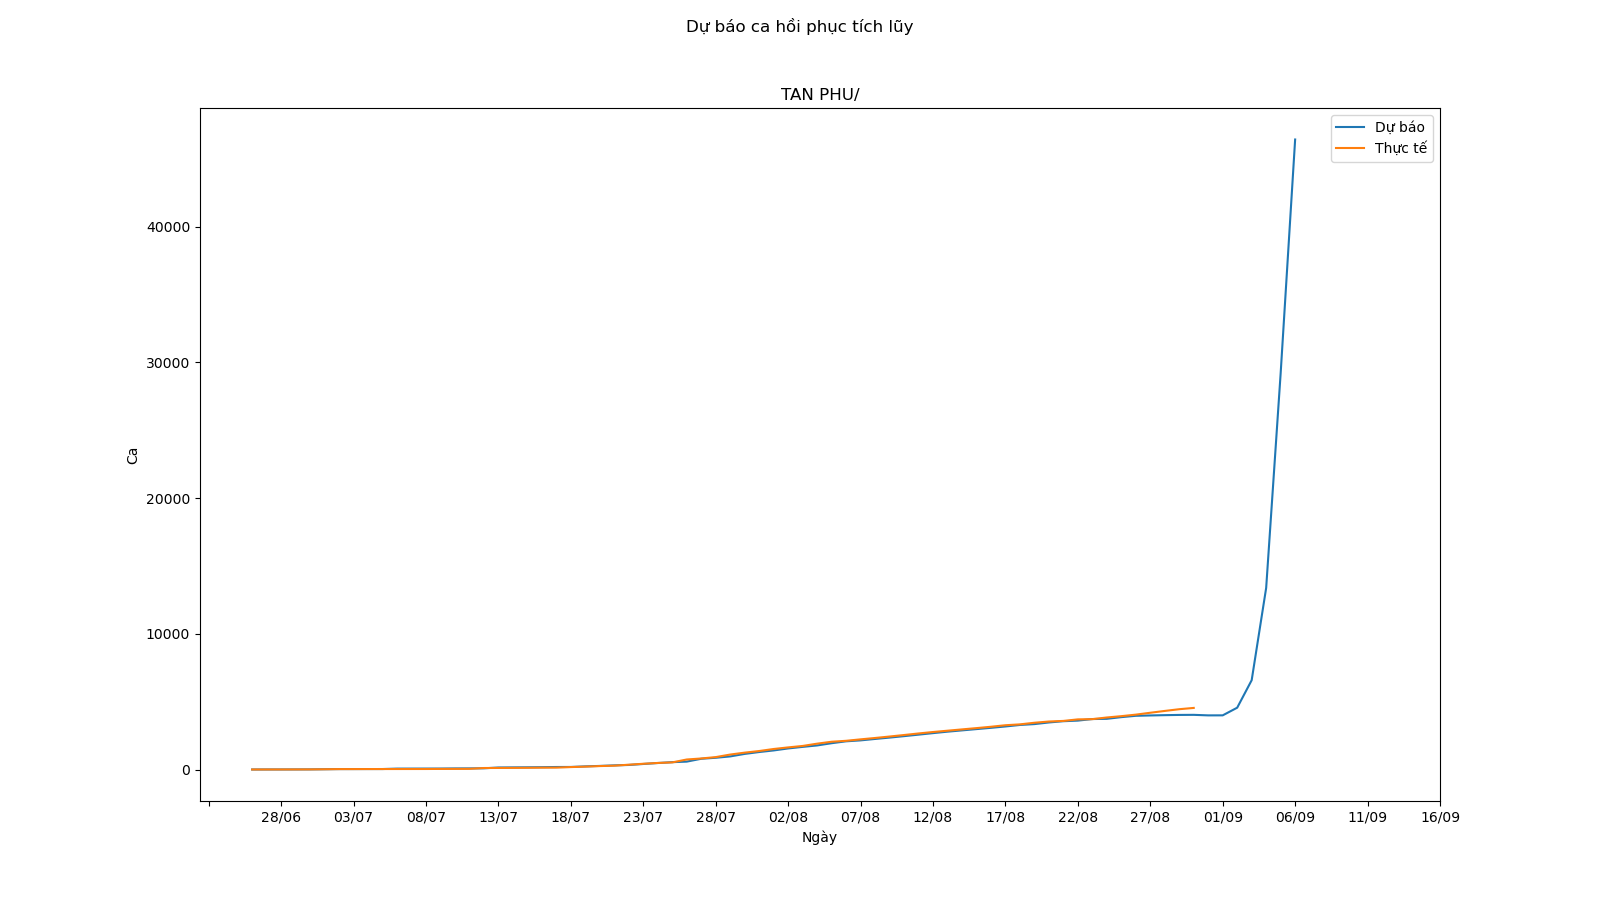 Dự báo ca hồi phục tích lũy
TAN PHU/
Dự báo
Thực tế
40000
30000
20000
10000
0
Ca
28/06 03/07 08/07 13/07 18/07 23/07 28/07 02/08 07/08 12/08 17/08 22/08 27/08 01/09 06/09 11/09 16/09
Ngày